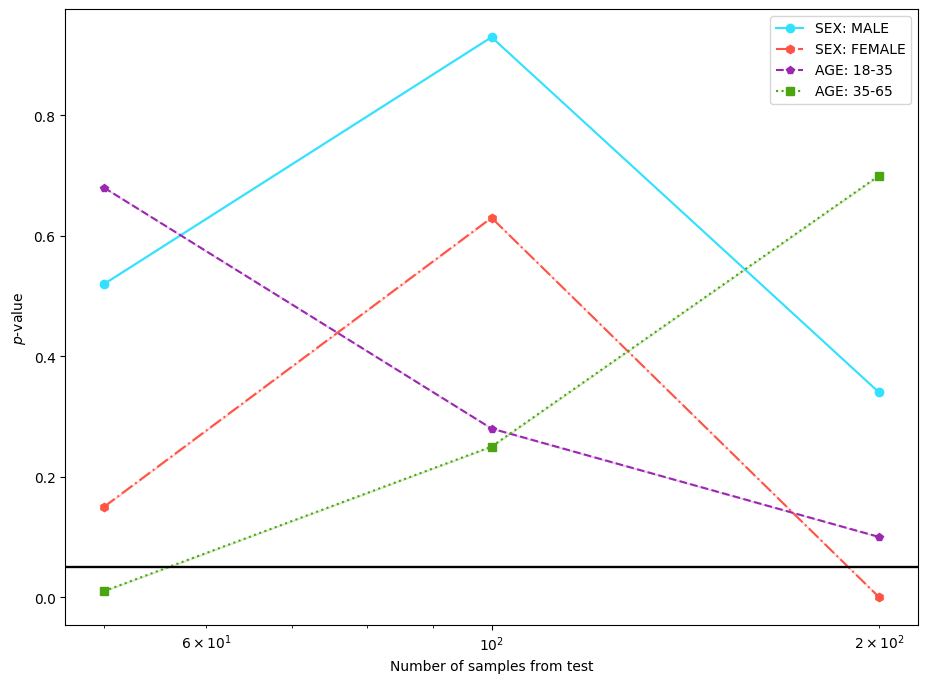 SEX: MALE
SEX: FEMALE
AGE: 18-35
AGE: 35-65
p-value
0.8
0.6
0.4
0.2
0.0
6 × 10¹
10²
2 × 10²
Number of samples from test